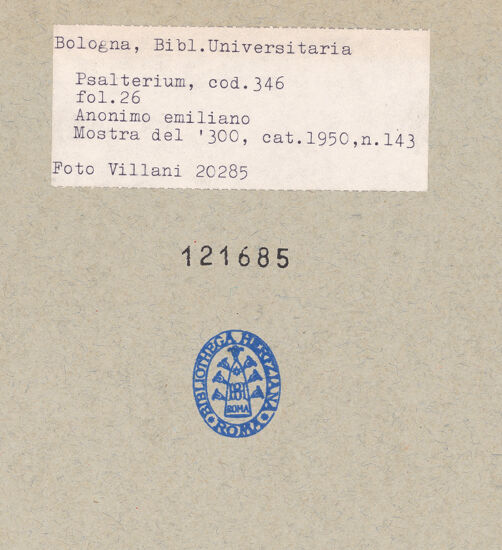 Bologna, Bibl.Universitaria
Psalterium, cod.346
fol.26
Anonimo emiliano
Mostra del '300, cat.1950,n.143
Foto Villani 20285
121685
BIBLIOTHECA HERTZIANA
ROMA
ROMA